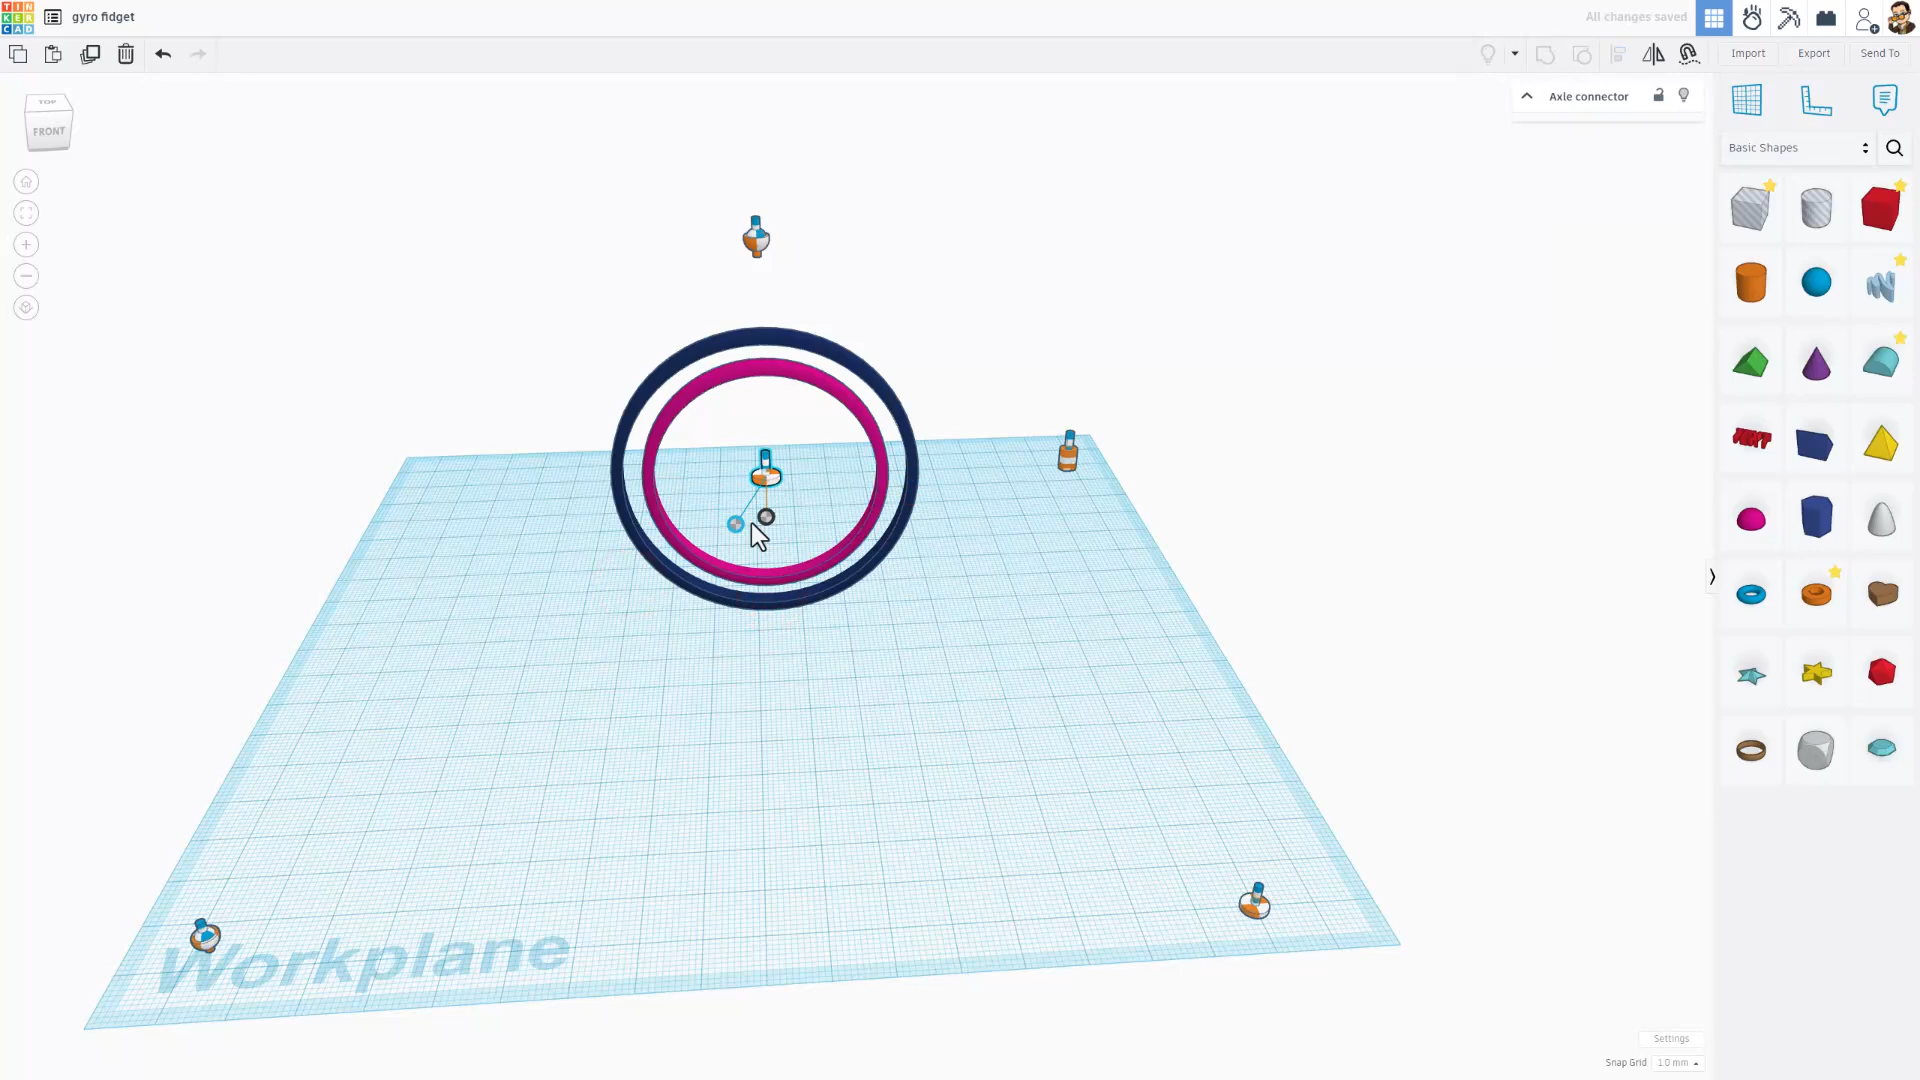 TIN
KER
CAD
gyro fidget
All changes saved
Import
Export
Send To
TOP
FRONT
Axle connector
Basic Shapes
TEXT
Workplane
Settings
Snap Grid
1.0 mm